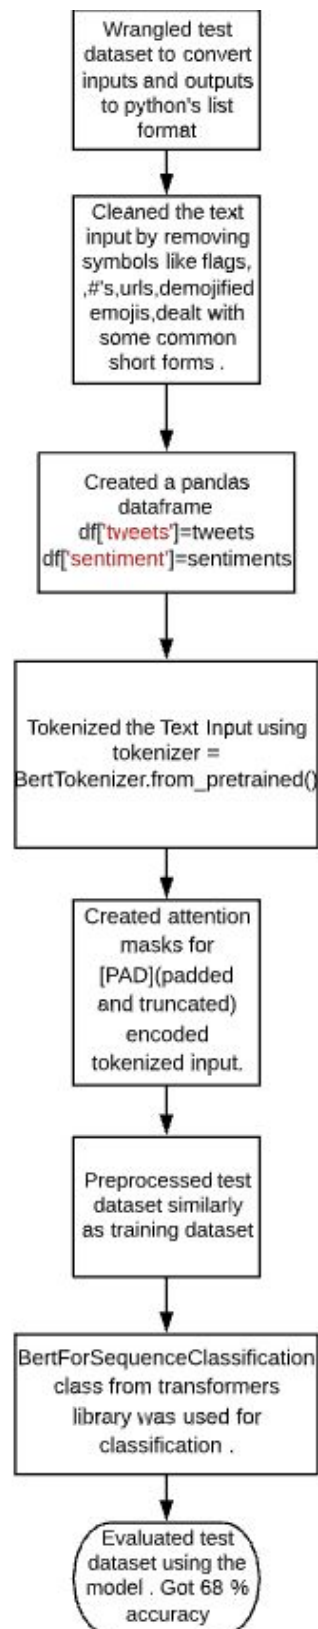 Wrangled test
dataset to convert
inputs and outputs
to python's list
format
Cleaned the text
input by removing
symbols like flags,
,#'s,urls,demojified
emojis,dealt with
some common
short forms .
Created a pandas
dataframe
df['tweets']=tweets
df['sentiment']=sentiments
Tokenized the Text Input using
tokenizer =
BertTokenizer.from_pretrained()
Created attention
masks for
[PAD](padded
and truncated)
encoded
tokenized input.
Preprocessed test
dataset similarly
as training dataset
BertForSequenceClassification
class from transformers
library was used for
classification .
Evaluated test
dataset using the
model . Got 68 %
accuracy